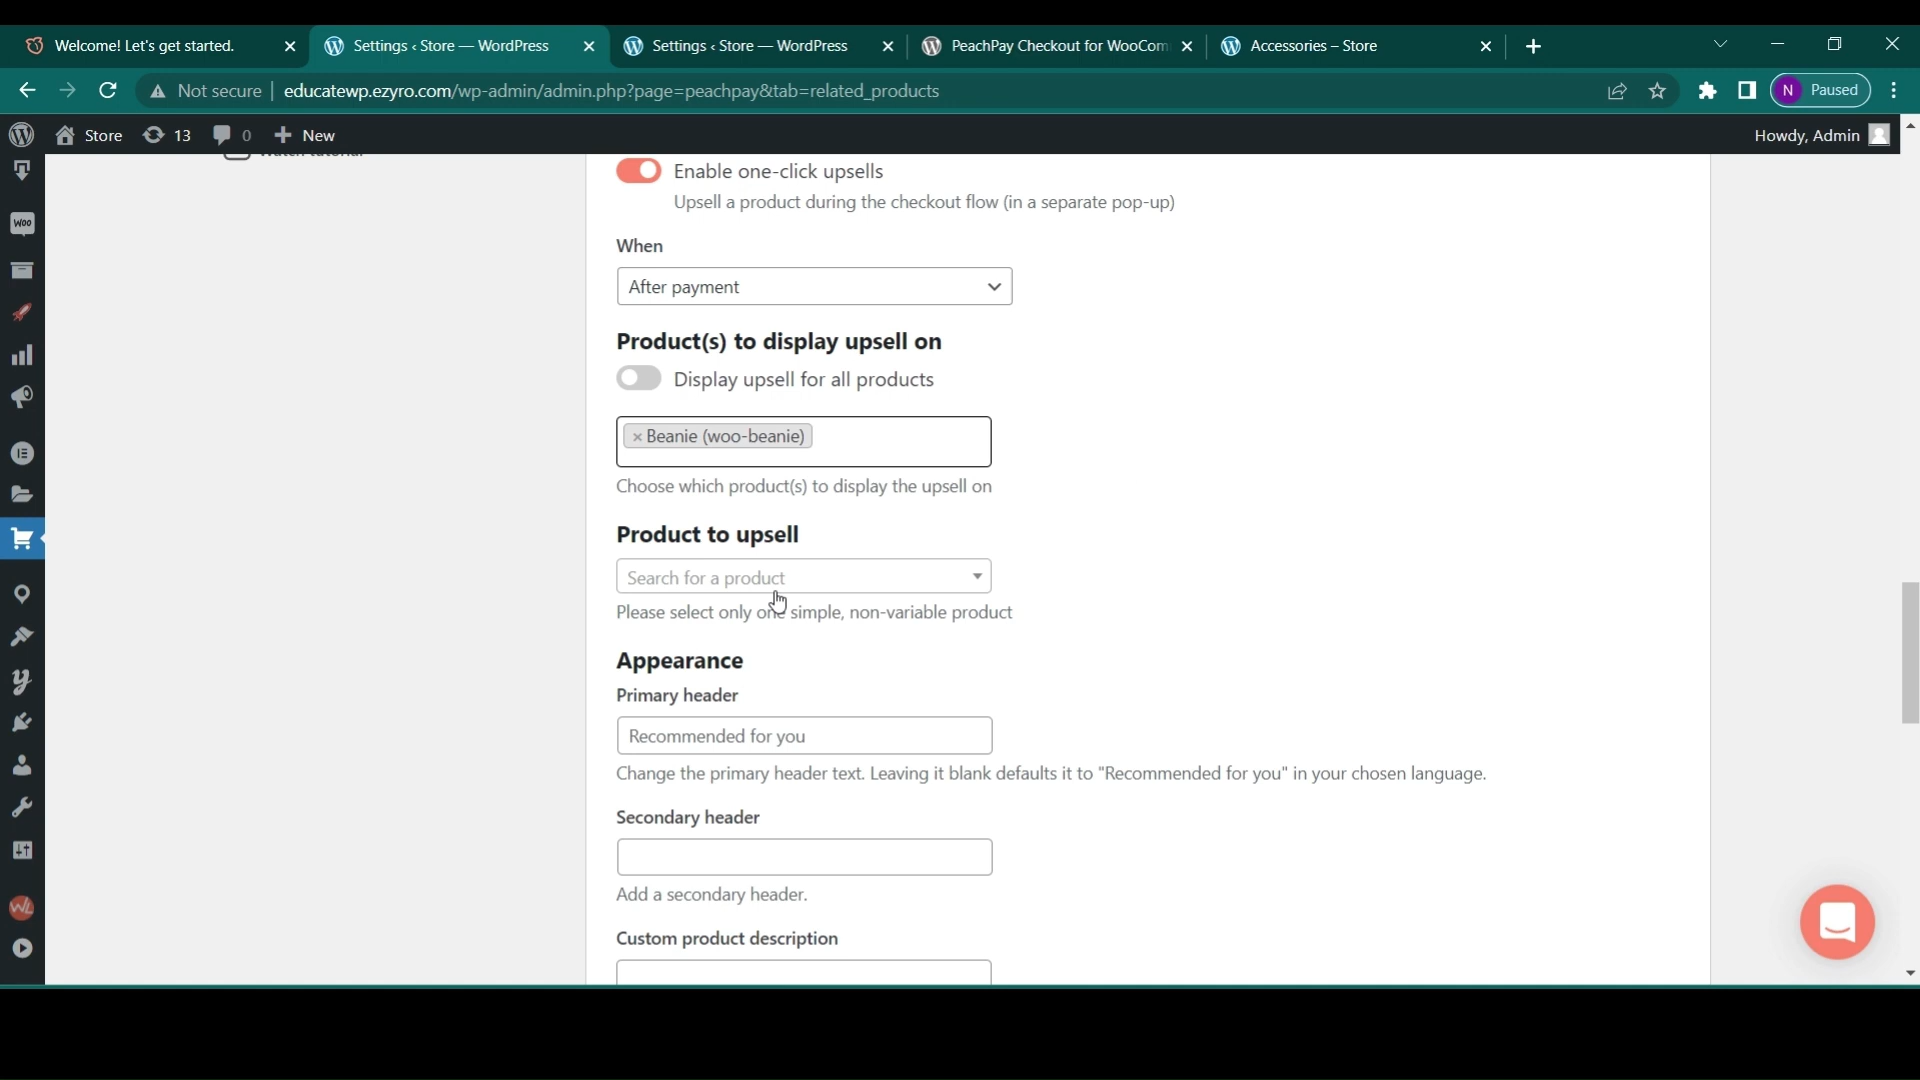 Welcome! Let's get started.
Settings ‹ Store — WordPress
Settings ‹ Store — WordPress
PeachPay Checkout for WooCom
Accessories – Store
Not secure
educatewp.ezyro.com/wp-admin/admin.php?page=peachpay&tab=related_products
N
Paused
Store
13
0
New
Howdy, Admin
Enable one-click upsells
Upsell a product during the checkout flow (in a separate pop-up)
When
After payment
Product(s) to display upsell on
Display upsell for all products
× Beanie (woo-beanie)
Choose which product(s) to display the upsell on
Product to upsell
Search for a product
Please select only one simple, non-variable product
Appearance
Primary header
Recommended for you
Change the primary header text. Leaving it blank defaults it to "Recommended for you" in your chosen language.
Secondary header
Add a secondary header.
Custom product description